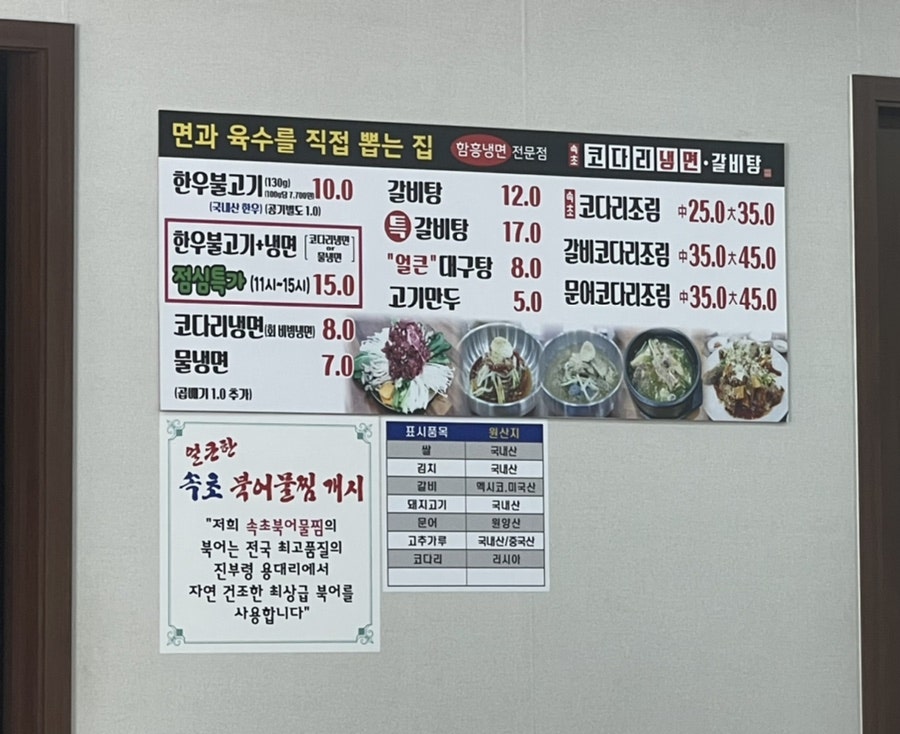 면과 육수를 직접 뽑는 집 함흥냉면 전문점 속초 코다리냉면·갈비탕
한우불고기 (130g) (100g당 7,700원) 10.0
(국내산 한우) (공기별도 1.0)
한우불고기+냉면 [코다리냉면 or 물냉면]
점심특가 (11시~15시) 15.0
코다리냉면(회 비빔냉면) 8.0
물냉면 7.0
(곱빼기 1.0 추가)
갈비탕 12.0
특 갈비탕 17.0
"얼큰"대구탕 8.0
고기만두 5.0
속초 코다리조림 中25.0 大35.0
갈비코다리조림 中35.0 大45.0
문어코다리조림 中35.0 大45.0
얼큰한
속초 북어물찜 개시
"저희 속초북어물찜의
북어는 전국 최고품질의
진부령 용대리에서
자연 건조한 최상급 북어를
사용합니다"
표시품목 원산지
쌀 국내산
김치 국내산
갈비 멕시코,미국산
돼지고기 국내산
문어 원양산
고추가루 국내산/중국산
코다리 러시아